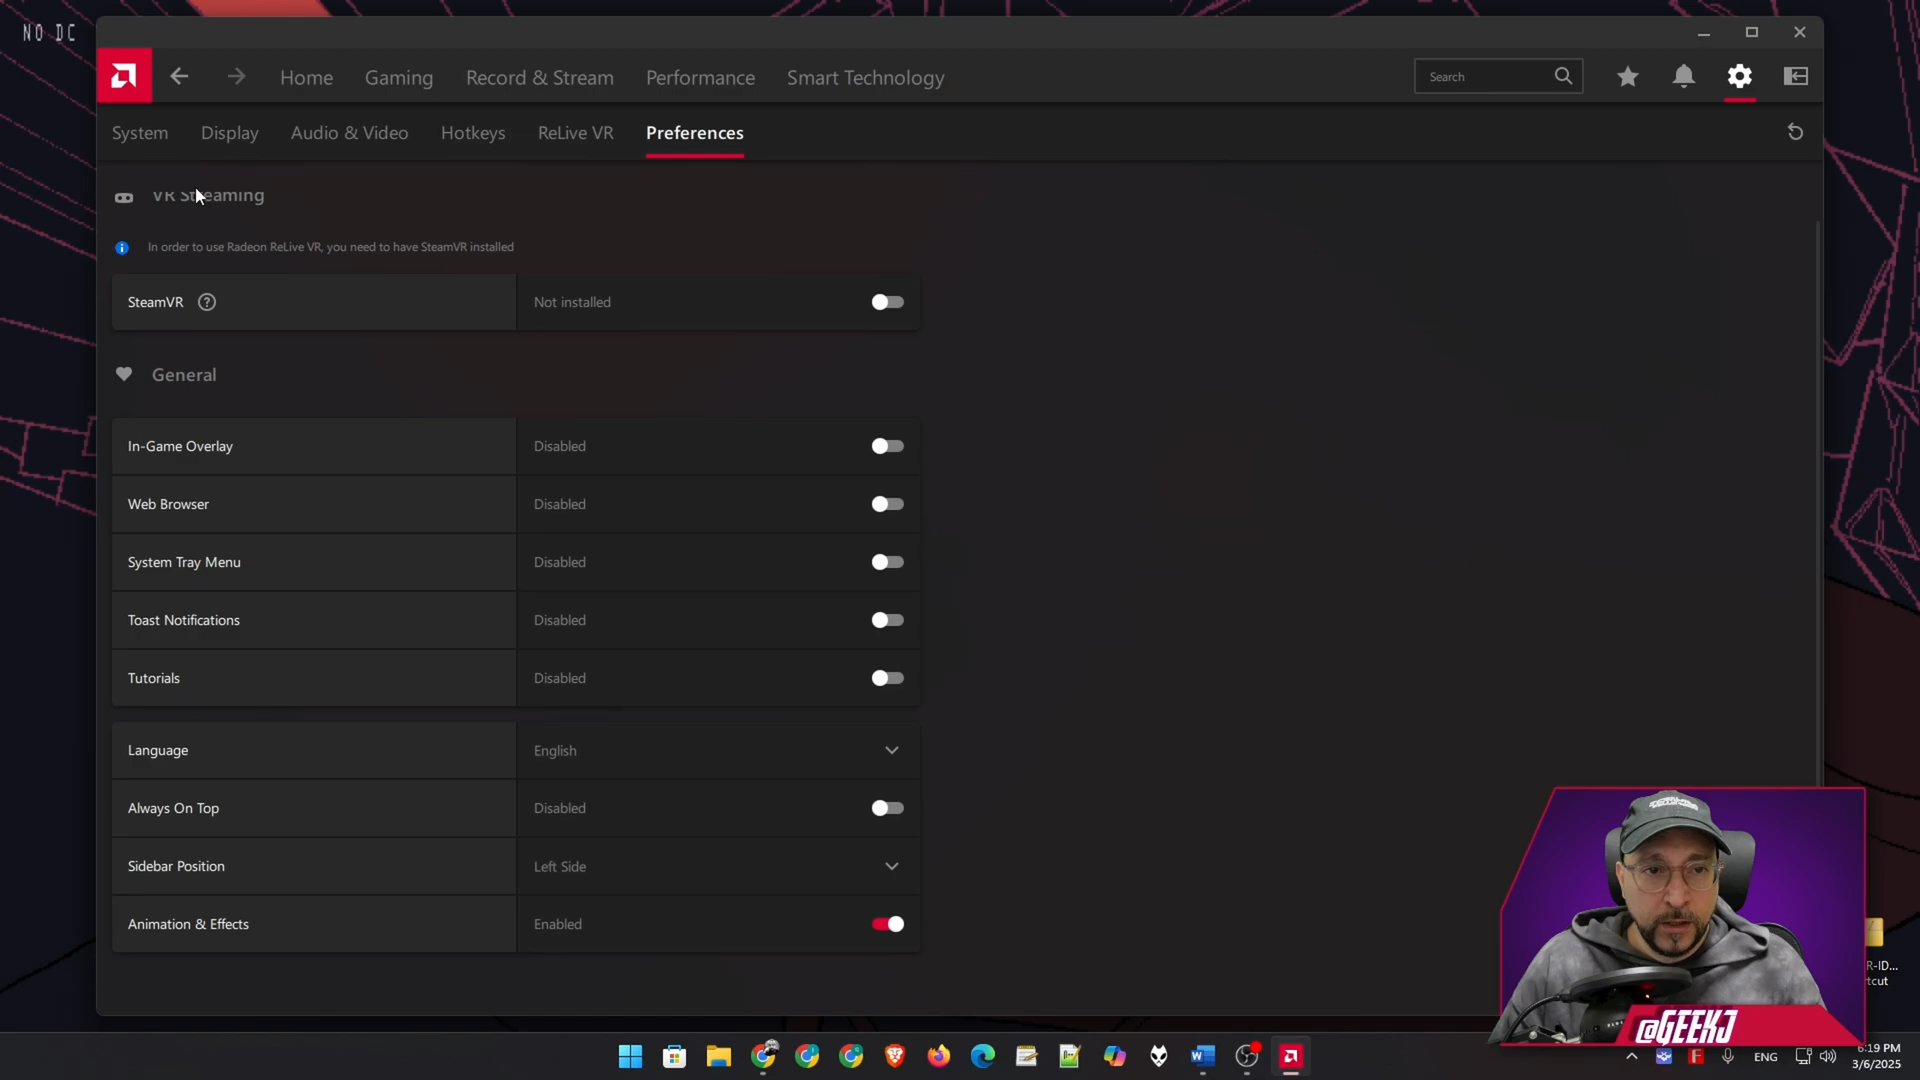 NO DC
Home Gaming Record & Stream Performance Smart Technology Search
System Display Audio & Video Hotkeys ReLive VR Preferences
VR Streaming
In order to use Radeon ReLive VR, you need to have SteamVR installed
SteamVR Not installed
General
In-Game Overlay Disabled
Web Browser Disabled
System Tray Menu Disabled
Toast Notifications Disabled
Tutorials Disabled
Language English
Always On Top Disabled
Sidebar Position Left Side
Animation & Effects Enabled
R-ID...
tcut
@GEEKJ
ENG
6:19 PM
3/6/2025